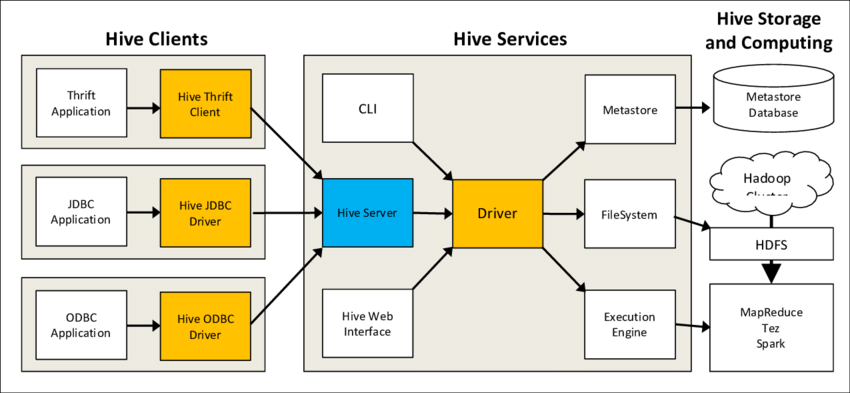 Hive Clients
Thrift
Application
Hive Thrift
Client
JDBC
Application
Hive JDBC
Driver
ODBC
Application
Hive ODBC
Driver
Hive Services
CLI
Hive Server
Hive Web
Interface
Driver
Metastore
FileSystem
Execution
Engine
Hive Storage
and Computing
Metastore
Database
Hadoop
Cluster
HDFS
MapReduce
Tez
Spark